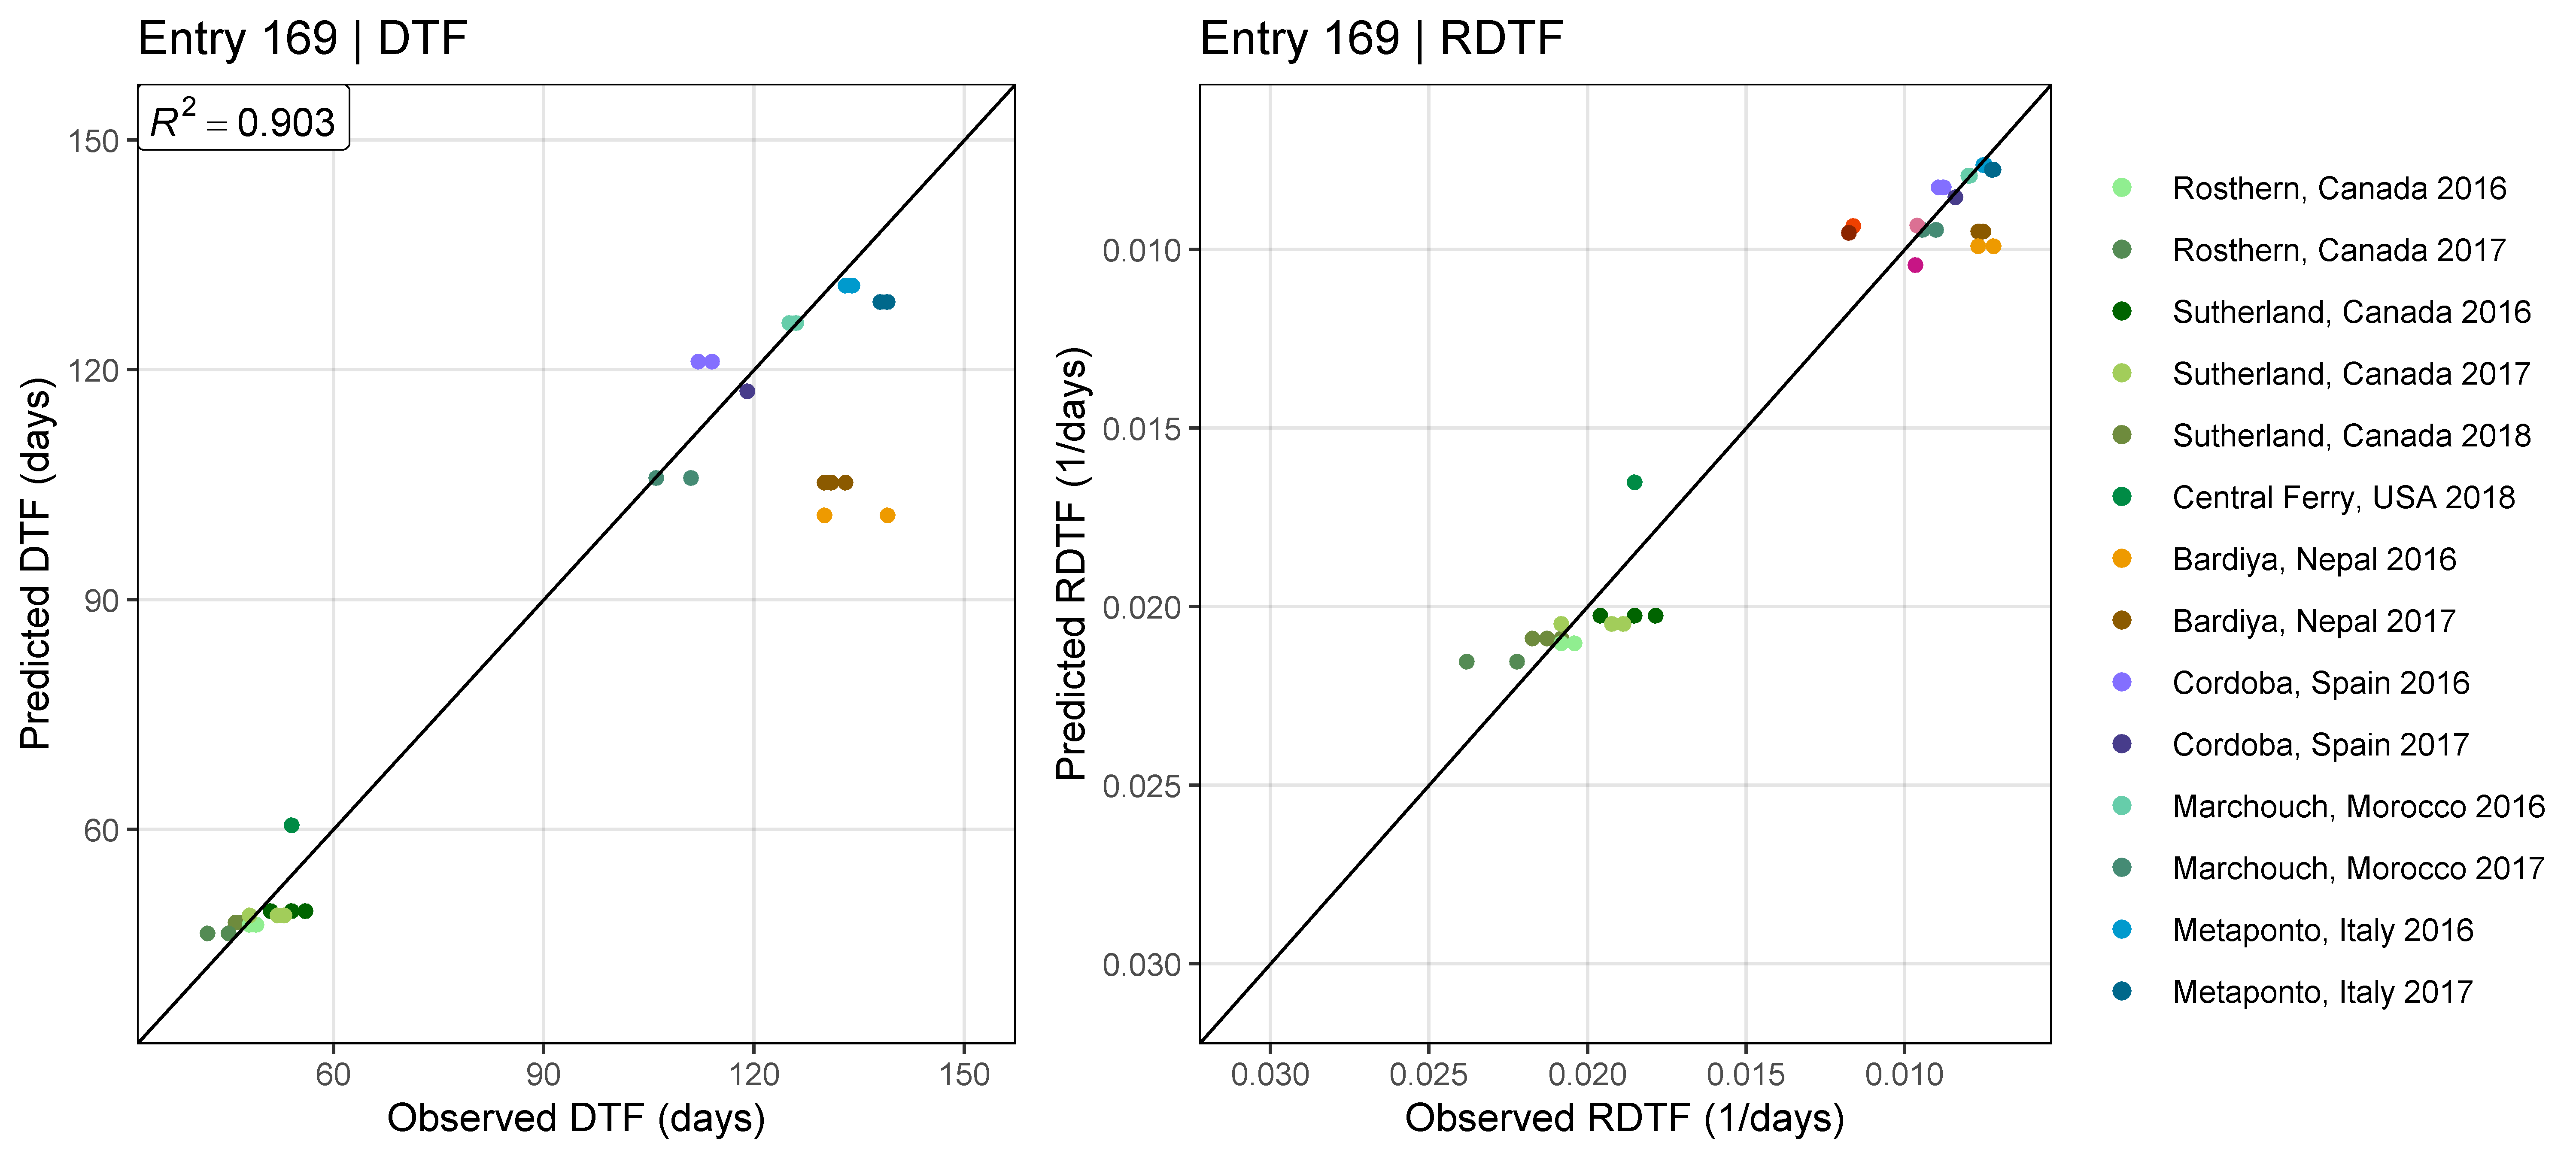 Entry 169 | DTF
R² = 0.903
150
120
90
60
Predicted DTF (days)
60 90 120 150
Observed DTF (days)
Entry 169 | RDTF
0.010
0.015
0.020
0.025
0.030
Predicted RDTF (1/days)
0.030 0.025 0.020 0.015 0.010
Observed RDTF (1/days)
Rosthern, Canada 2016
Rosthern, Canada 2017
Sutherland, Canada 2016
Sutherland, Canada 2017
Sutherland, Canada 2018
Central Ferry, USA 2018
Bardiya, Nepal 2016
Bardiya, Nepal 2017
Cordoba, Spain 2016
Cordoba, Spain 2017
Marchouch, Morocco 2016
Marchouch, Morocco 2017
Metaponto, Italy 2016
Metaponto, Italy 2017